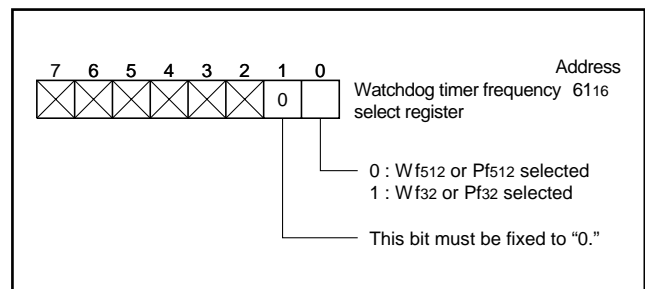 7 6 5 4 3 2 1 0
Address
Watchdog timer frequency 6116
select register
0
0 : Wf512 or Pf512 selected
1 : Wf32 or Pf32 selected
This bit must be fixed to “0.”